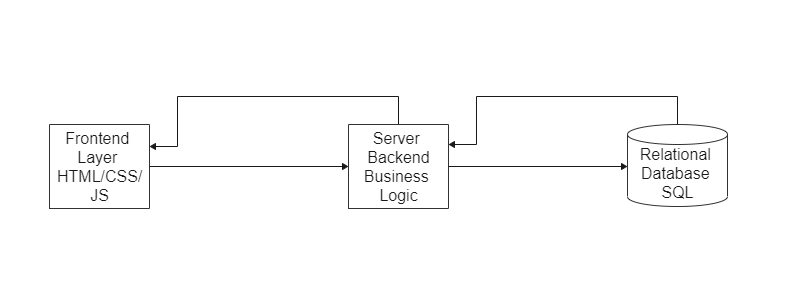 Frontend
Layer
HTML/CSS/
JS
Server
Backend
Business
Logic
Relational
Database
SQL